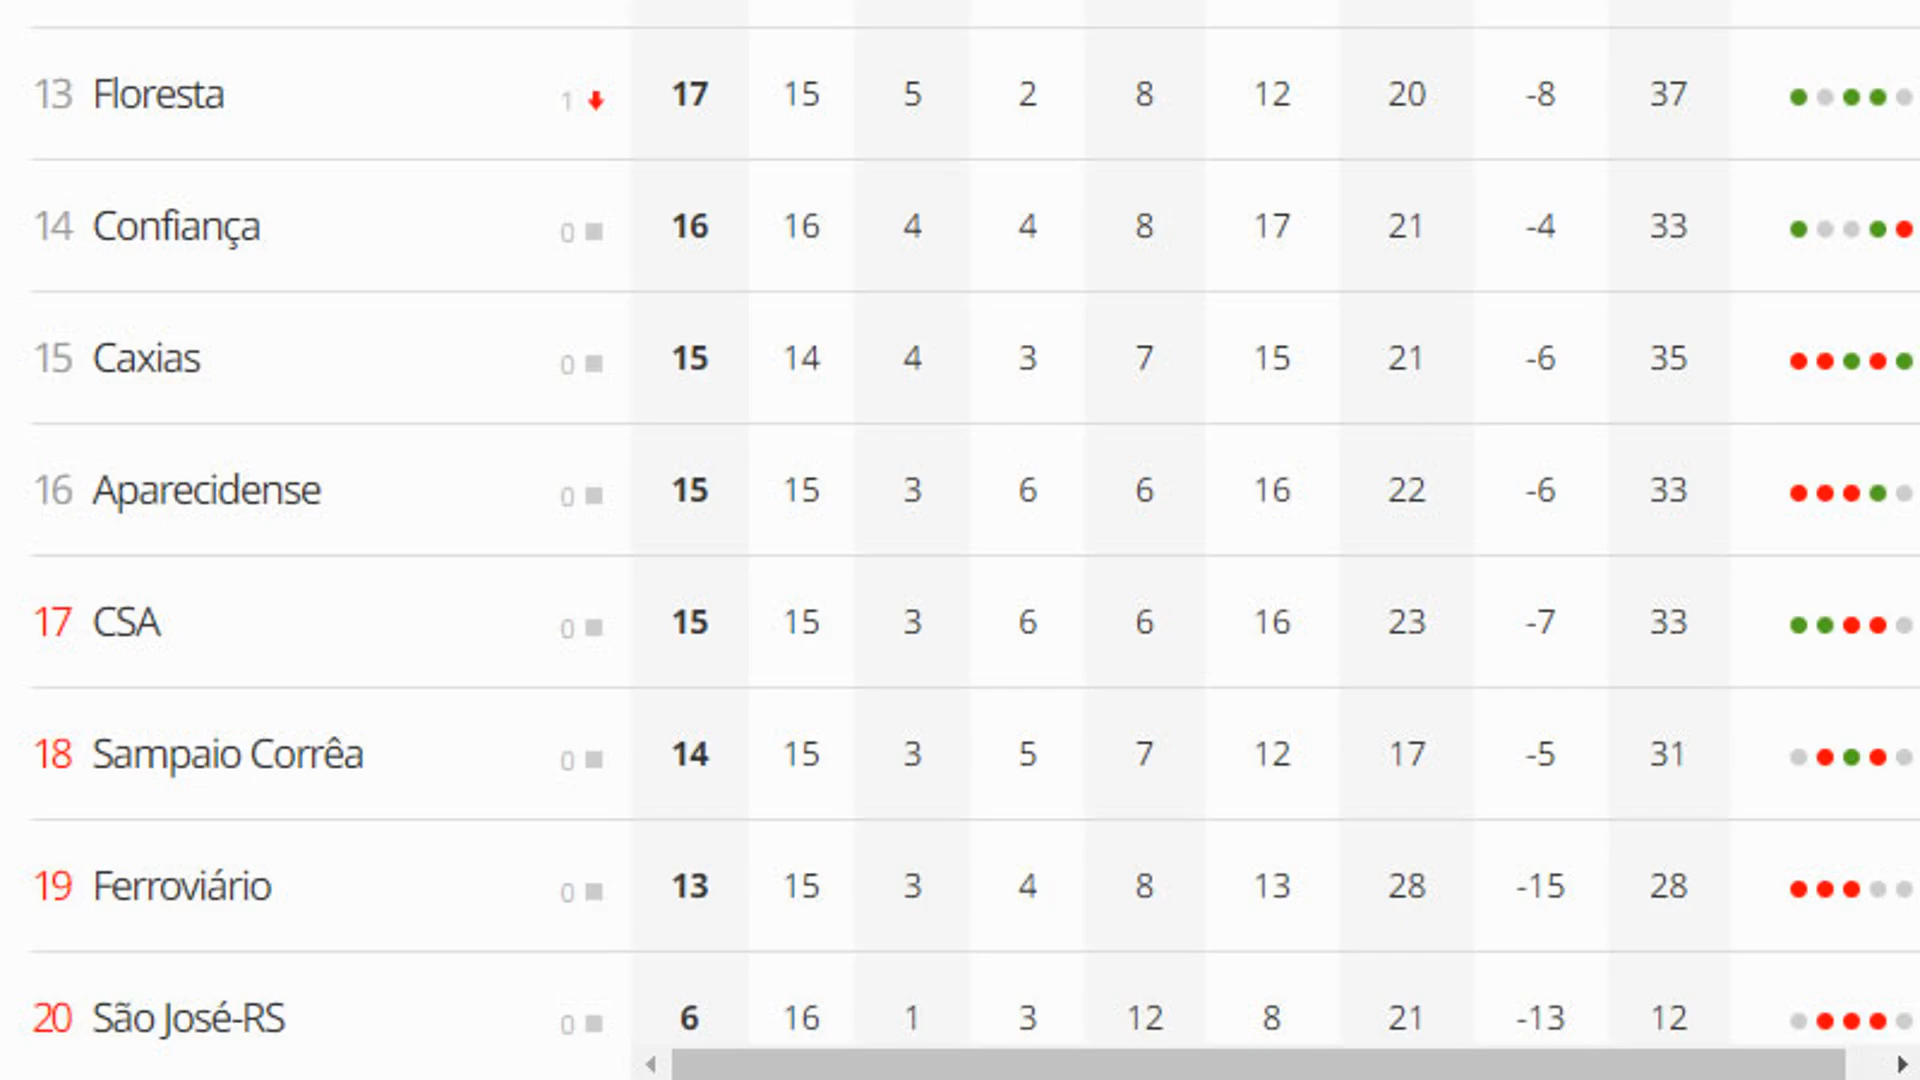 13 Floresta 1 17 15 5 2 8 12 20 -8 37
14 Confiança 0 16 16 4 4 8 17 21 -4 33
15 Caxias 0 15 14 4 3 7 15 21 -6 35
16 Aparecidense 0 15 15 3 6 6 16 22 -6 33
17 CSA 0 15 15 3 6 6 16 23 -7 33
18 Sampaio Corrêa 0 14 15 3 5 7 12 17 -5 31
19 Ferroviário 0 13 15 3 4 8 13 28 -15 28
20 São José-RS 0 6 16 1 3 12 8 21 -13 12